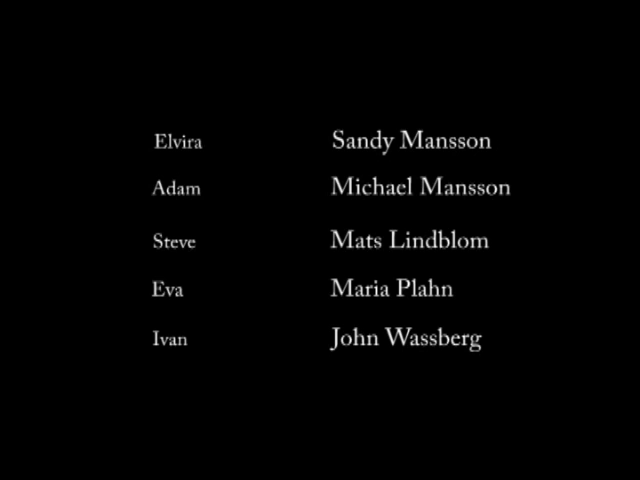 Elvira Sandy Mansson
Adam Michael Mansson
Steve Mats Lindblom
Eva Maria Plahn
Ivan John Wassberg